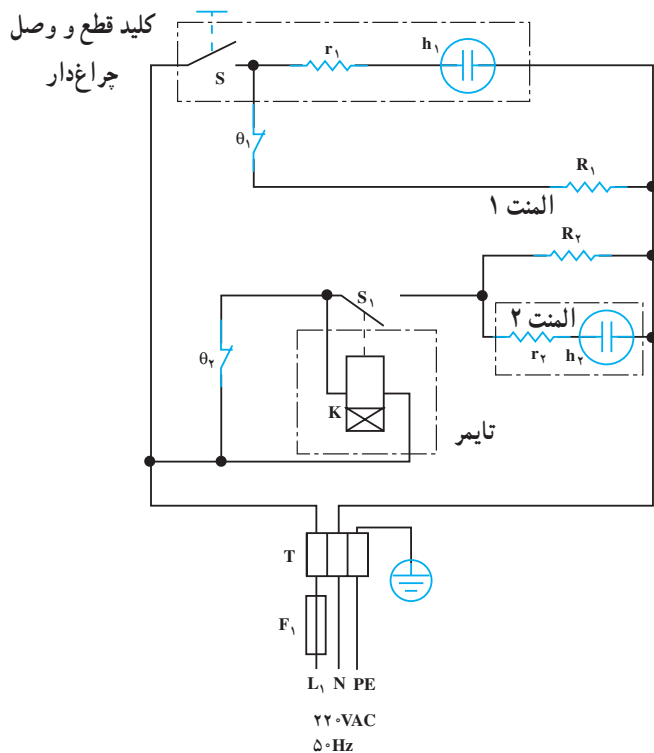 کلید قطع و وصل
چراغ‌دار
S
r۱
h۱
θ۱
R۱
المنت ۱
R۲
S۱
المنت ۲
r۲
h۲
θ۲
K
تایمر
T
F۱
L۱ N PE
۲۲۰VAC
۵۰Hz